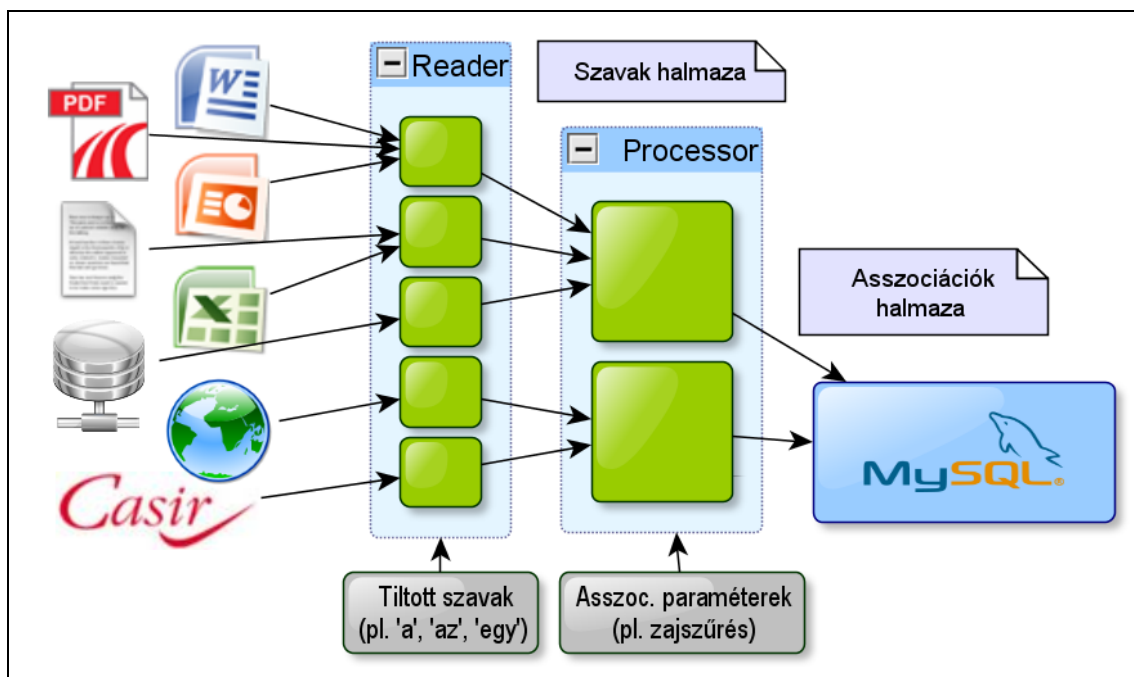 Reader
Szavak halmaza
PDF
W
Processor
Asszociációk
halmaza
MySQL®
Casir
Tiltott szavak
(pl. 'a', 'az', 'egy')
Asszoc. paraméterek
(pl. zajszűrés)